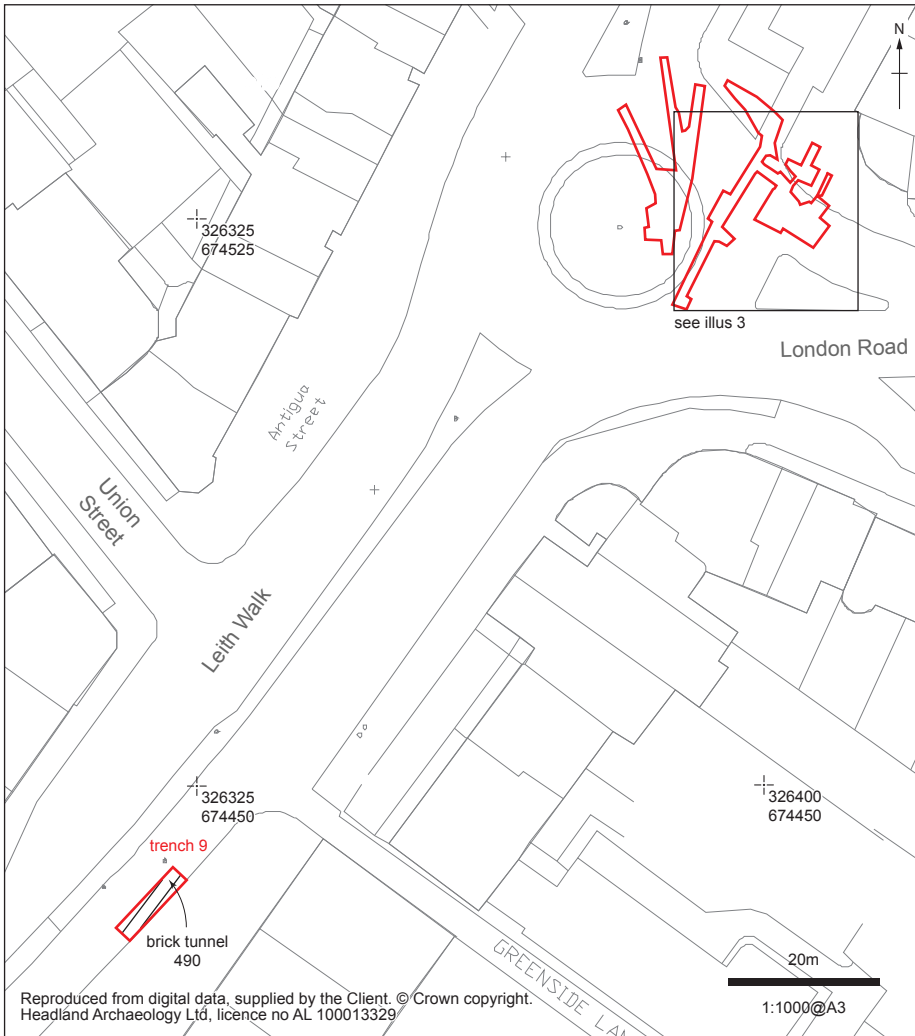 N
326325
674525
see illus 3
London Road
Antigua
Street
Union
Street
Leith Walk
326325
674450
326400
674450
trench 9
brick tunnel
490
GREENSIDE LAN
20m
1:1000@A3
Reproduced from digital data, supplied by the Client. © Crown copyright.
Headland Archaeology Ltd, licence no AL 100013329